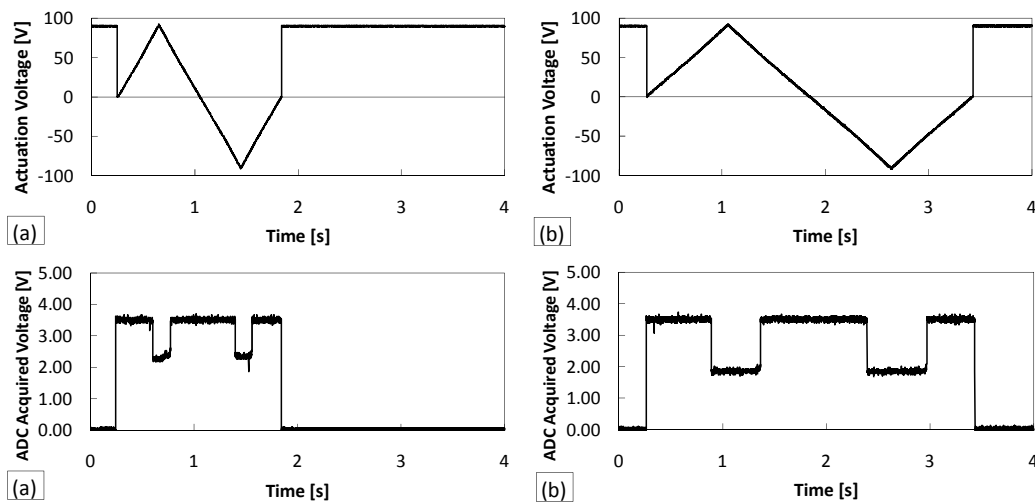 Actuation Voltage [V]
100
50
0
-50
-100
0 1 2 3 4
Time [s]
(a)
Actuation Voltage [V]
100
50
0
-50
-100
0 1 2 3 4
Time [s]
(b)
ADC Acquired Voltage [V]
5.00
4.00
3.00
2.00
1.00
0.00
0 1 2 3 4
Time [s]
(a)
ADC Acquired Voltage [V]
5.00
4.00
3.00
2.00
1.00
0.00
0 1 2 3 4
Time [s]
(b)